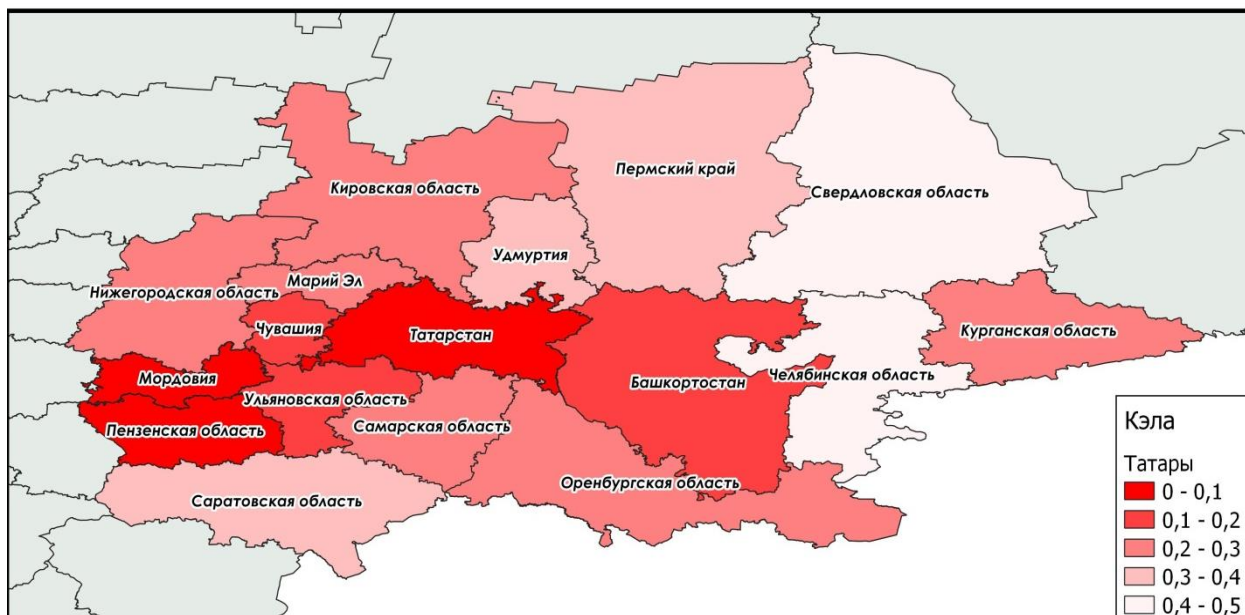 Пермский край
Свердловская область
Кировская область
Удмуртия
Марий Эл
Нижегородская область
Чувашия
Татарстан
Курганская область
Мордовия
Башкортостан
Челябинская область
Ульяновская область
Пензенская область
Самарская область
Оренбургская область
Саратовская область
Кэла
Татары
0 - 0,1
0,1 - 0,2
0,2 - 0,3
0,3 - 0,4
0,4 - 0,5